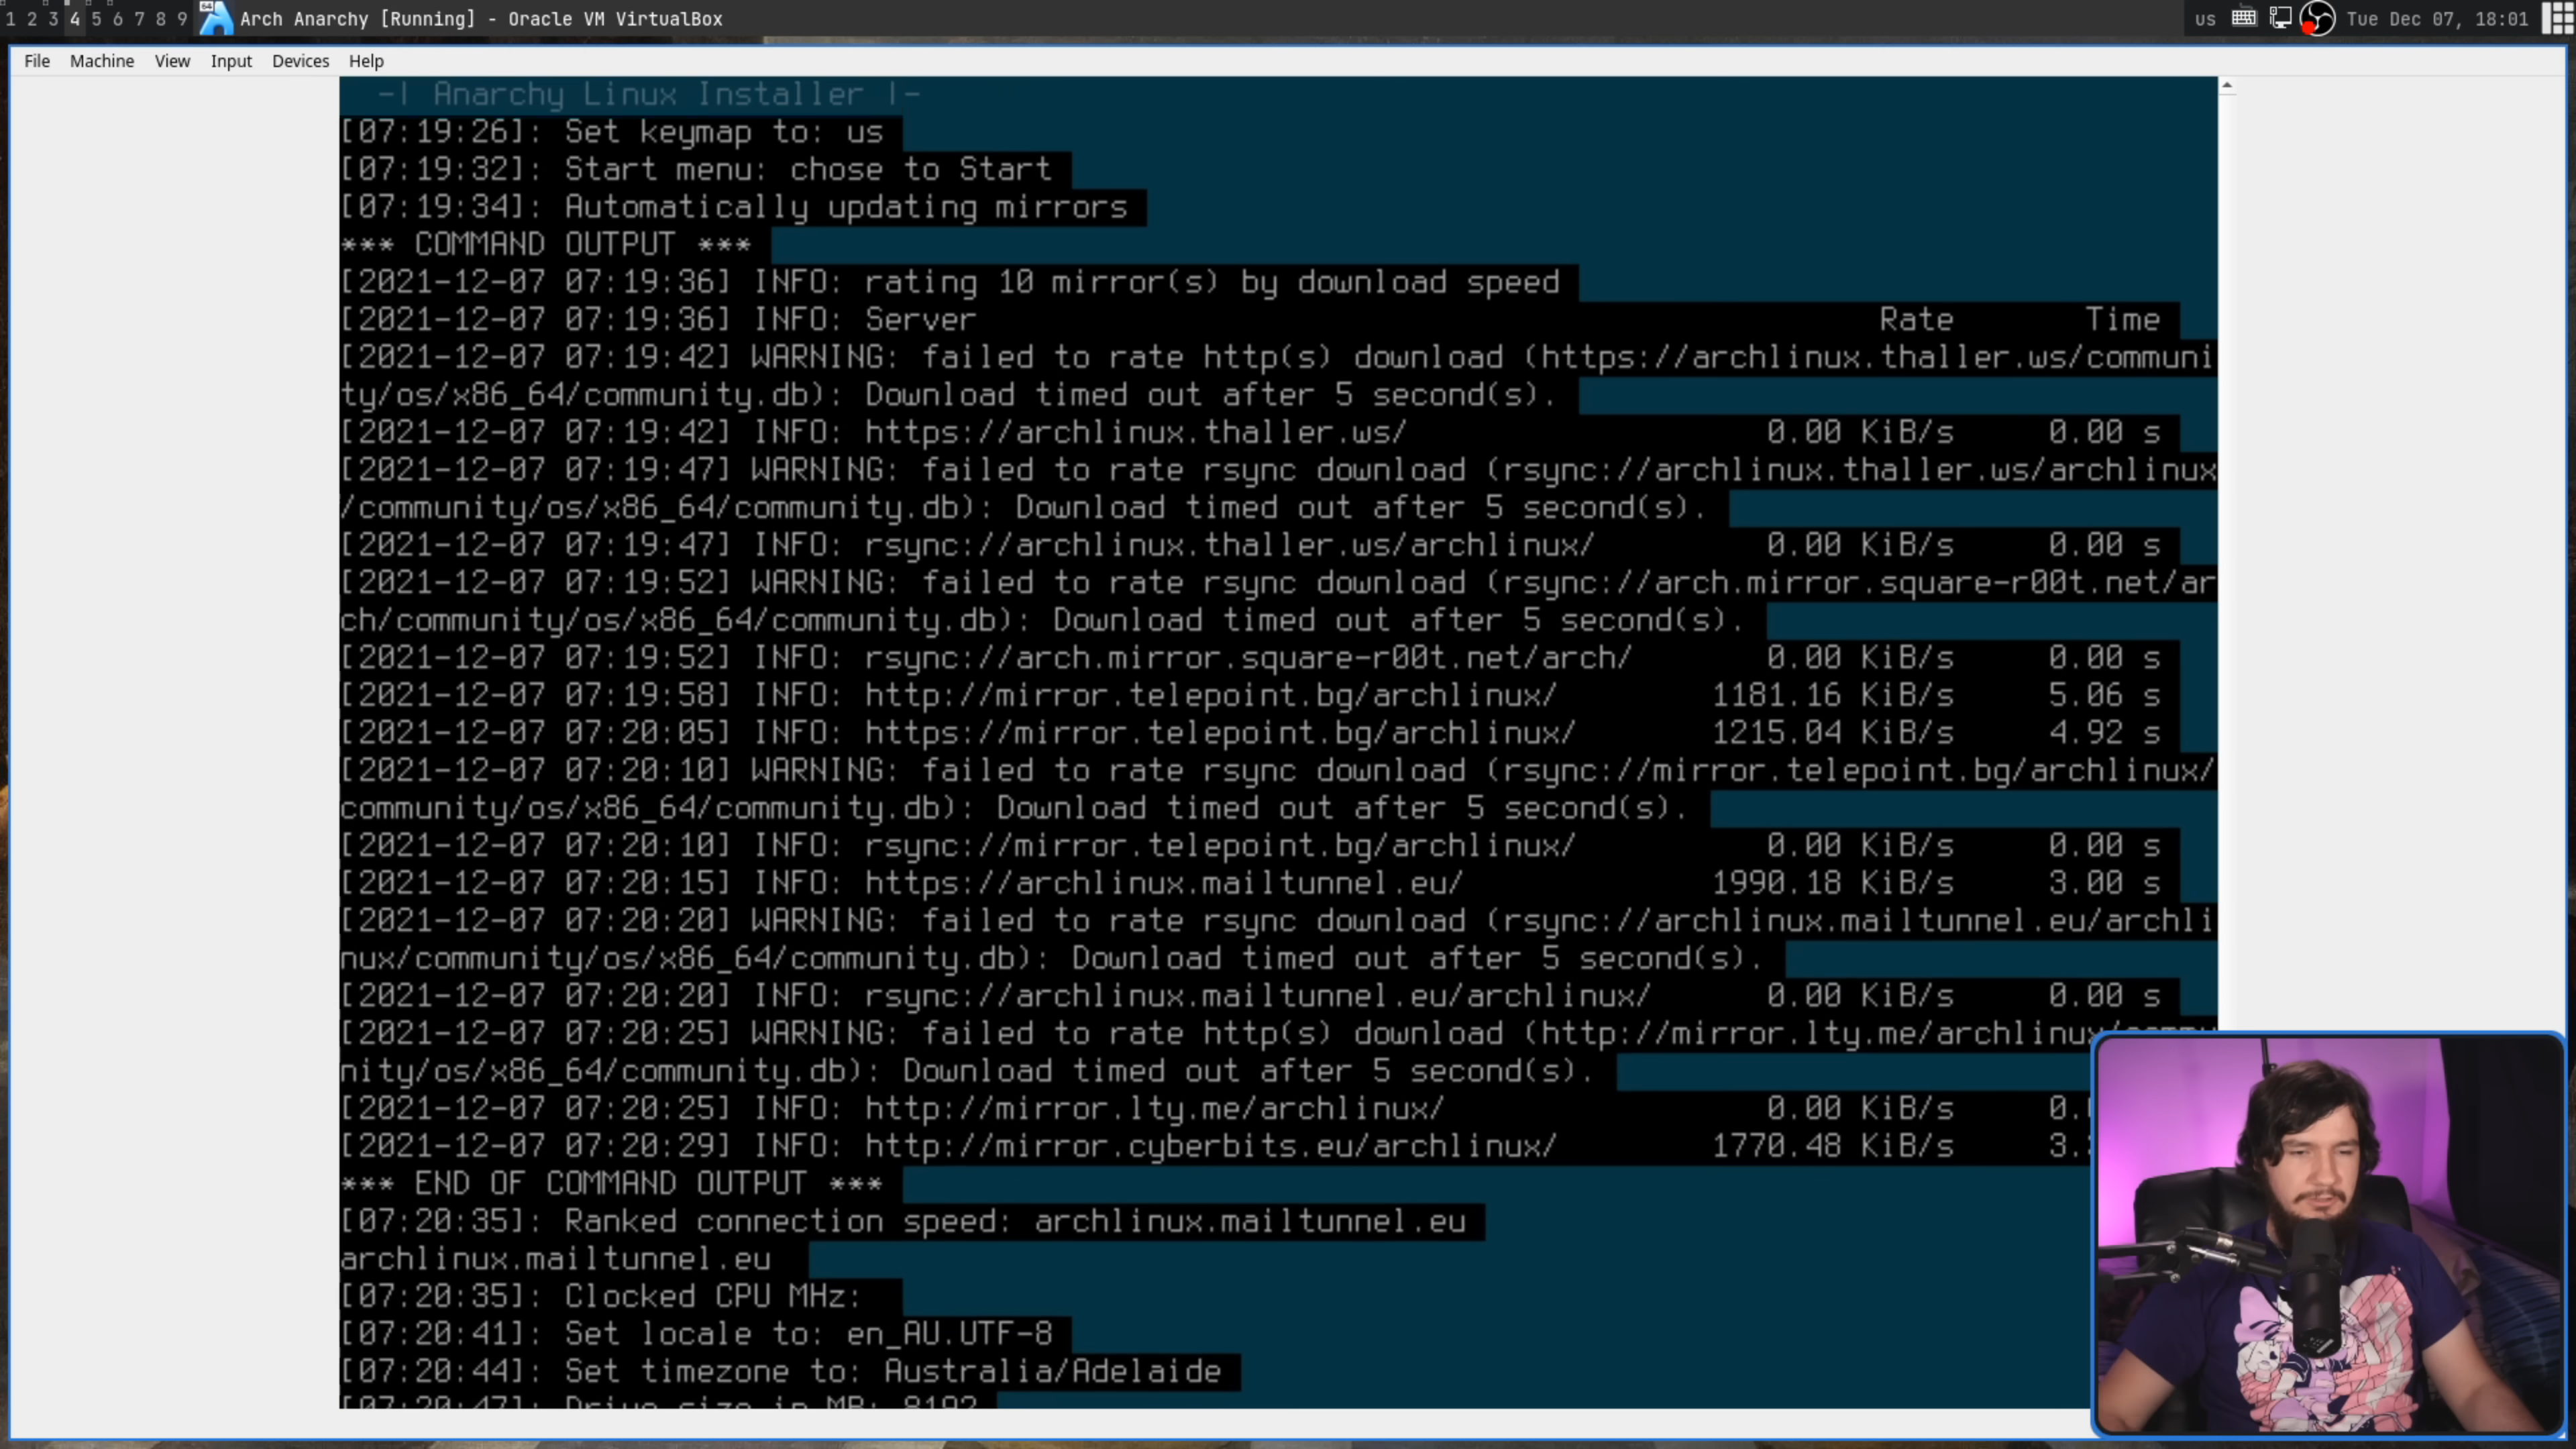 1 2 3 4 5 6 7 8 9 64 Arch Anarchy [Running] - Oracle VM VirtualBox us Tue Dec 07, 18:01
File Machine View Input Devices Help
-| Anarchy Linux Installer |-
[07:19:26]: Set keymap to: us
[07:19:32]: Start menu: chose to Start
[07:19:34]: Automatically updating mirrors
*** COMMAND OUTPUT ***
[2021-12-07 07:19:36] INFO: rating 10 mirror(s) by download speed
[2021-12-07 07:19:36] INFO: Server Rate Time
[2021-12-07 07:19:42] WARNING: failed to rate http(s) download (https://archlinux.thaller.ws/communi
ty/os/x86_64/community.db): Download timed out after 5 second(s).
[2021-12-07 07:19:42] INFO: https://archlinux.thaller.ws/ 0.00 KiB/s 0.00 s
[2021-12-07 07:19:47] WARNING: failed to rate rsync download (rsync://archlinux.thaller.ws/archlinux
/community/os/x86_64/community.db): Download timed out after 5 second(s).
[2021-12-07 07:19:47] INFO: rsync://archlinux.thaller.ws/archlinux/ 0.00 KiB/s 0.00 s
[2021-12-07 07:19:52] WARNING: failed to rate rsync download (rsync://arch.mirror.square-r00t.net/ar
ch/community/os/x86_64/community.db): Download timed out after 5 second(s).
[2021-12-07 07:19:52] INFO: rsync://arch.mirror.square-r00t.net/arch/ 0.00 KiB/s 0.00 s
[2021-12-07 07:19:58] INFO: http://mirror.telepoint.bg/archlinux/ 1181.16 KiB/s 5.06 s
[2021-12-07 07:20:05] INFO: https://mirror.telepoint.bg/archlinux/ 1215.04 KiB/s 4.92 s
[2021-12-07 07:20:10] WARNING: failed to rate rsync download (rsync://mirror.telepoint.bg/archlinux/
community/os/x86_64/community.db): Download timed out after 5 second(s).
[2021-12-07 07:20:10] INFO: rsync://mirror.telepoint.bg/archlinux/ 0.00 KiB/s 0.00 s
[2021-12-07 07:20:15] INFO: https://archlinux.mailtunnel.eu/ 1990.18 KiB/s 3.00 s
[2021-12-07 07:20:20] WARNING: failed to rate rsync download (rsync://archlinux.mailtunnel.eu/archli
nux/community/os/x86_64/community.db): Download timed out after 5 second(s).
[2021-12-07 07:20:20] INFO: rsync://archlinux.mailtunnel.eu/archlinux/ 0.00 KiB/s 0.00 s
[2021-12-07 07:20:25] WARNING: failed to rate http(s) download (http://mirror.lty.me/archlinux/commu
nity/os/x86_64/community.db): Download timed out after 5 second(s).
[2021-12-07 07:20:25] INFO: http://mirror.lty.me/archlinux/ 0.00 KiB/s 0.
[2021-12-07 07:20:29] INFO: http://mirror.cyberbits.eu/archlinux/ 1770.48 KiB/s 3.
*** END OF COMMAND OUTPUT ***
[07:20:35]: Ranked connection speed: archlinux.mailtunnel.eu
archlinux.mailtunnel.eu
[07:20:35]: Clocked CPU MHz:
[07:20:41]: Set locale to: en_AU.UTF-8
[07:20:44]: Set timezone to: Australia/Adelaide
[07:20:47]: Drive size in MB: 8192